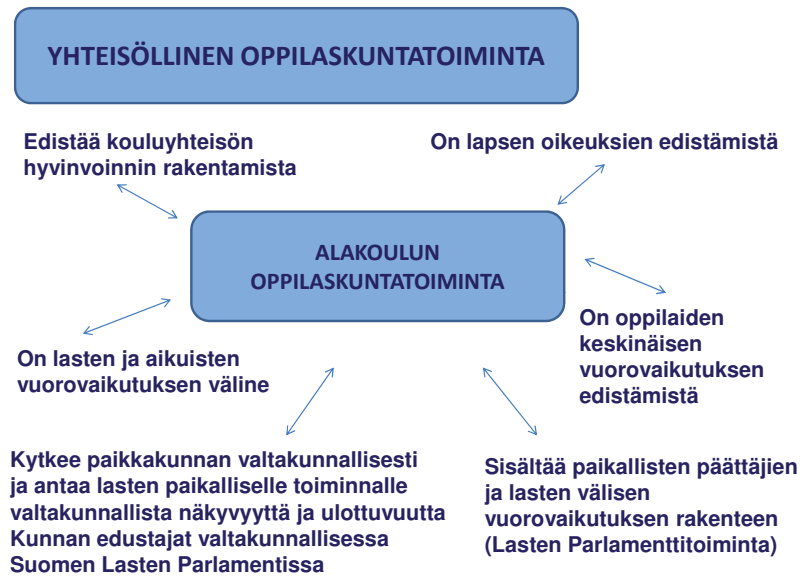 YHTEISÖLLINEN OPPILASKUNTATOIMINTA
Edistää kouluyhteisön
hyvinvoinnin rakentamista
On lapsen oikeuksien edistämistä
ALAKOULUN
OPPILASKUNTATOIMINTA
On lasten ja aikuisten
vuorovaikutuksen väline
On oppilaiden
keskinäisen
vuorovaikutuksen
edistämistä
Kytkee paikkakunnan valtakunnallisesti
ja antaa lasten paikalliselle toiminnalle
valtakunnallista näkyvyyttä ja ulottuvuutta
Kunnan edustajat valtakunnallisessa
Suomen Lasten Parlamentissa
Sisältää paikallisten päättäjien
ja lasten välisen
vuorovaikutuksen rakenteen
(Lasten Parlamenttitoiminta)